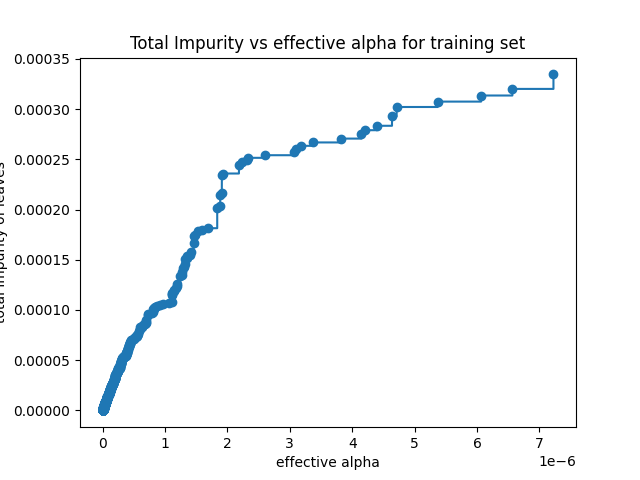 Total Impurity vs effective alpha for training set
0.00035
0.00030
0.00025
0.00020
0.00015
0.00010
0.00005
0.00000
total impurity of leaves
0 1 2 3 4 5 6 7
1e−6
effective alpha